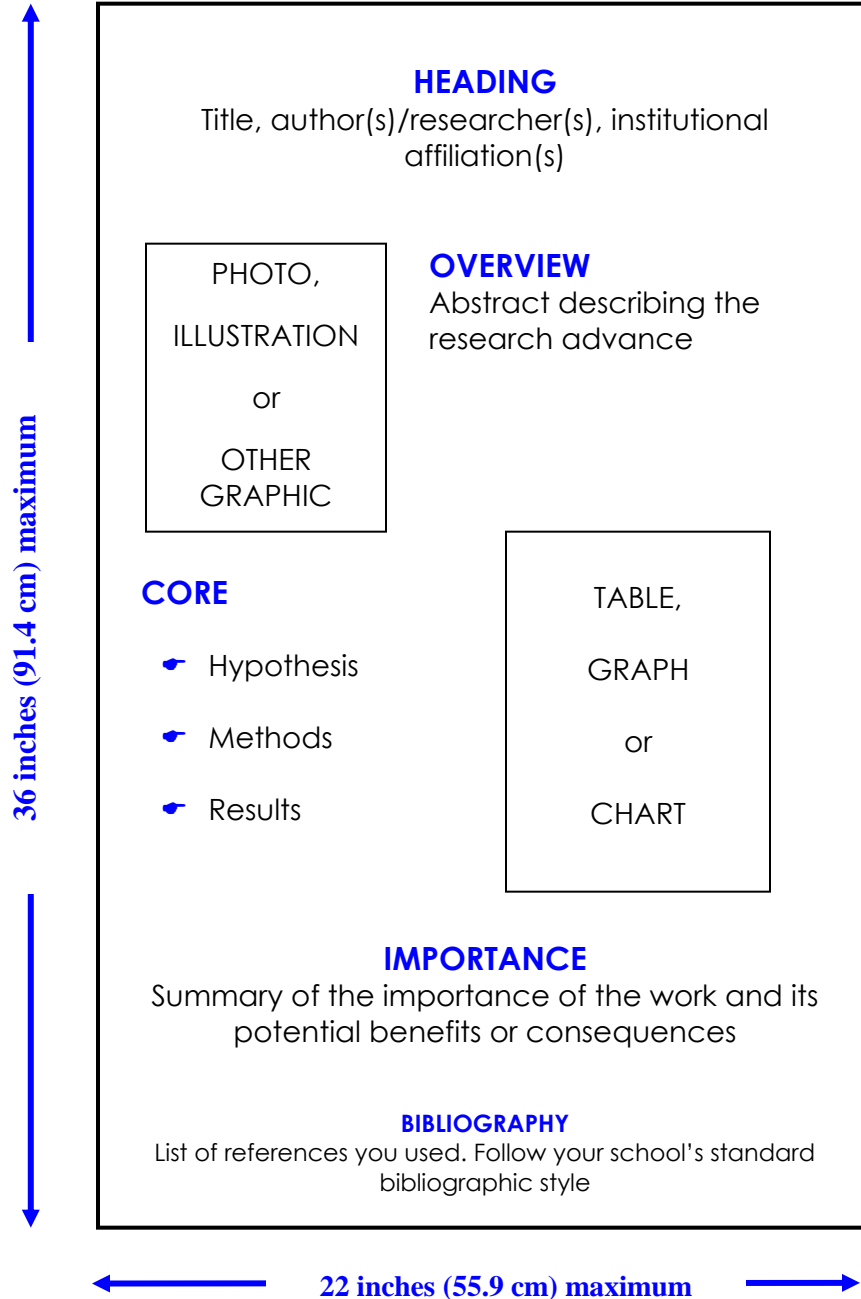 HEADING
Title, author(s)/researcher(s), institutional
affiliation(s)
PHOTO,
ILLUSTRATION
or
OTHER
GRAPHIC
OVERVIEW
Abstract describing the
research advance
36 inches (91.4 cm) maximum
CORE
Hypothesis
Methods
Results
TABLE,
GRAPH
or
CHART
IMPORTANCE
Summary of the importance of the work and its
potential benefits or consequences
BIBLIOGRAPHY
List of references you used. Follow your school’s standard
bibliographic style
22 inches (55.9 cm) maximum